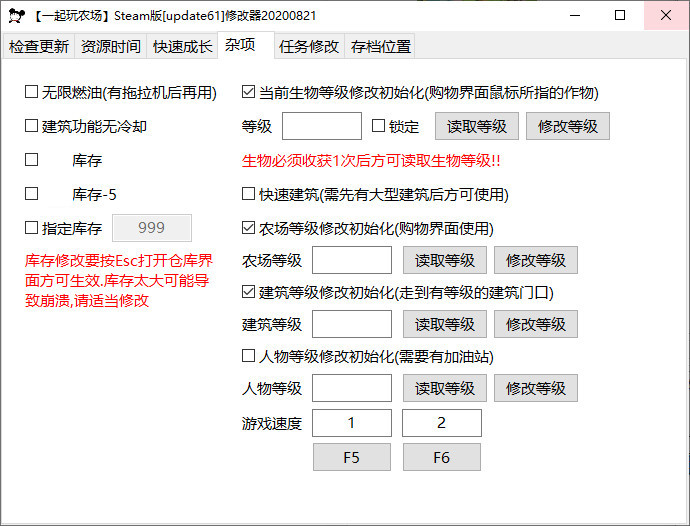 【一起玩农场】Steam版[update61]修改器20200821
检查更新 资源时间 快速成长 杂项 任务修改 存档位置
无限燃油(有拖拉机后再用)
建筑功能无冷却
库存
库存-5
指定库存 999
库存修改要按Esc打开仓库界
面方可生效.库存太大可能导
致崩溃,请适当修改
当前生物等级修改初始化(购物界面鼠标所指的作物)
等级 锁定 读取等级 修改等级
生物必须收获1次后方可读取生物等级!!
快速建筑(需先有大型建筑后方可使用)
农场等级修改初始化(购物界面使用)
农场等级 读取等级 修改等级
建筑等级修改初始化(走到有等级的建筑门口)
建筑等级 读取等级 修改等级
人物等级修改初始化(需要有加油站)
人物等级 读取等级 修改等级
游戏速度 1 2
F5 F6